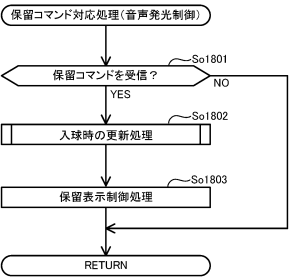 保留コマンド対応処理(音声発光制御)
So1801
保留コマンドを受信?
NO
YES
So1802
入球時の更新処理
So1803
保留表示制御処理
RETURN